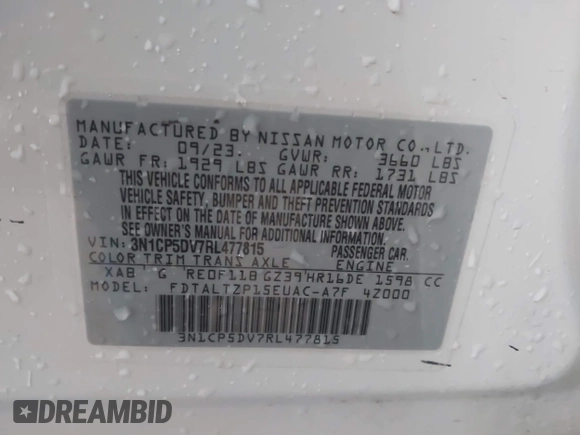 MANUFACTURED BY NISSAN MOTOR CO.,LTD.
DATE: 09/23. GVWR: 3660 LBS
GAWR FR: 1929 LBS GAWR RR: 1731 LBS
THIS VEHICLE CONFORMS TO ALL APPLICABLE FEDERAL MOTOR
VEHICLE SAFETY, BUMPER AND THEFT PREVENTION STANDARDS
IN EFFECT ON THE DATE OF MANUFACTURE SHOWN ABOVE.
SEE OWNER'S MANUAL FOR ADDITIONAL INFORMATION
VIN: 3N1CP5DV7RL477815 PASSENGER CAR.
COLOR TRIM TRANS AXLE ENGINE
XAB G RE0F11B GZ39 HR16DE 1598 CC
MODEL: FDTALTZP15EUAC-A7F 4Z000
3N1CP5DV7RL477815
DREAMBID